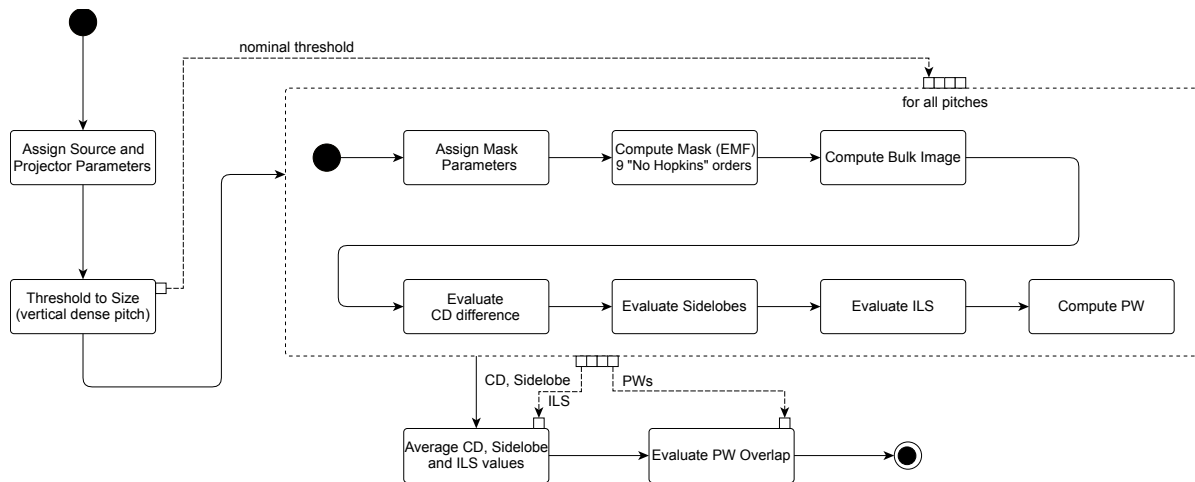 nominal threshold
for all pitches
Assign Source and
Projector Parameters
Assign Mask
Parameters
Compute Mask (EMF)
9 "No Hopkins" orders
Compute Bulk Image
Threshold to Size
(vertical dense pitch)
Evaluate
CD difference
Evaluate Sidelobes
Evaluate ILS
Compute PW
CD, Sidelobe
ILS
PWs
Average CD, Sidelobe
and ILS values
Evaluate PW Overlap